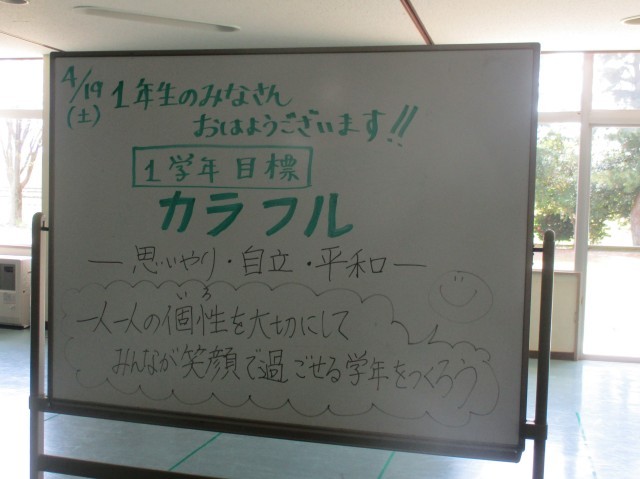 4/19 1年生のみなさん
(土) おはようございます!!
1学年目標
カラフル
―思いやり・自立・平和―
いろ
一人一人の個性を大切にして
みんなが笑顔で過ごせる学年をつくろう